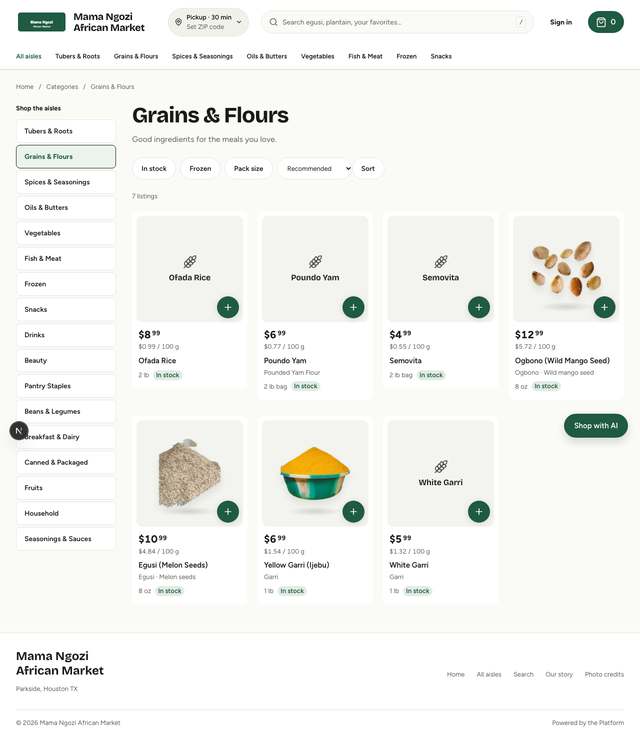 Mama Ngozi
African Market
Mama Ngozi
African Market
Pickup · 30 min
Set ZIP code
Search egusi, plantain, your favorites...
/
Sign in
0
All aisles
Tubers & Roots
Grains & Flours
Spices & Seasonings
Oils & Butters
Vegetables
Fish & Meat
Frozen
Snacks
Home / Categories / Grains & Flours
Shop the aisles
Tubers & Roots
Grains & Flours
Spices & Seasonings
Oils & Butters
Vegetables
Fish & Meat
Frozen
Snacks
Drinks
Beauty
Pantry Staples
Beans & Legumes
Breakfast & Dairy
Canned & Packaged
Fruits
Household
Seasonings & Sauces
N
Grains & Flours
Good ingredients for the meals you love.
In stock
Frozen
Pack size
Recommended
Sort
7 listings
Ofada Rice
$8 99
$0.99 / 100 g
Ofada Rice
2 lb In stock
Poundo Yam
$6 99
$0.77 / 100 g
Poundo Yam
Pounded Yam Flour
2 lb bag In stock
Semovita
$4 99
$0.55 / 100 g
Semovita
2 lb bag In stock
$12 99
$5.72 / 100 g
Ogbono (Wild Mango Seed)
Ogbono · Wild mango seed
8 oz In stock
Shop with AI
$10 99
$4.84 / 100 g
Egusi (Melon Seeds)
Egusi · Melon seeds
8 oz In stock
$6 99
$1.54 / 100 g
Yellow Garri (Ijebu)
Garri
1 lb In stock
White Garri
$5 99
$1.32 / 100 g
White Garri
Garri
1 lb In stock
Mama Ngozi
African Market
Parkside, Houston TX
Home
All aisles
Search
Our story
Photo credits
© 2026 Mama Ngozi African Market
Powered by the Platform